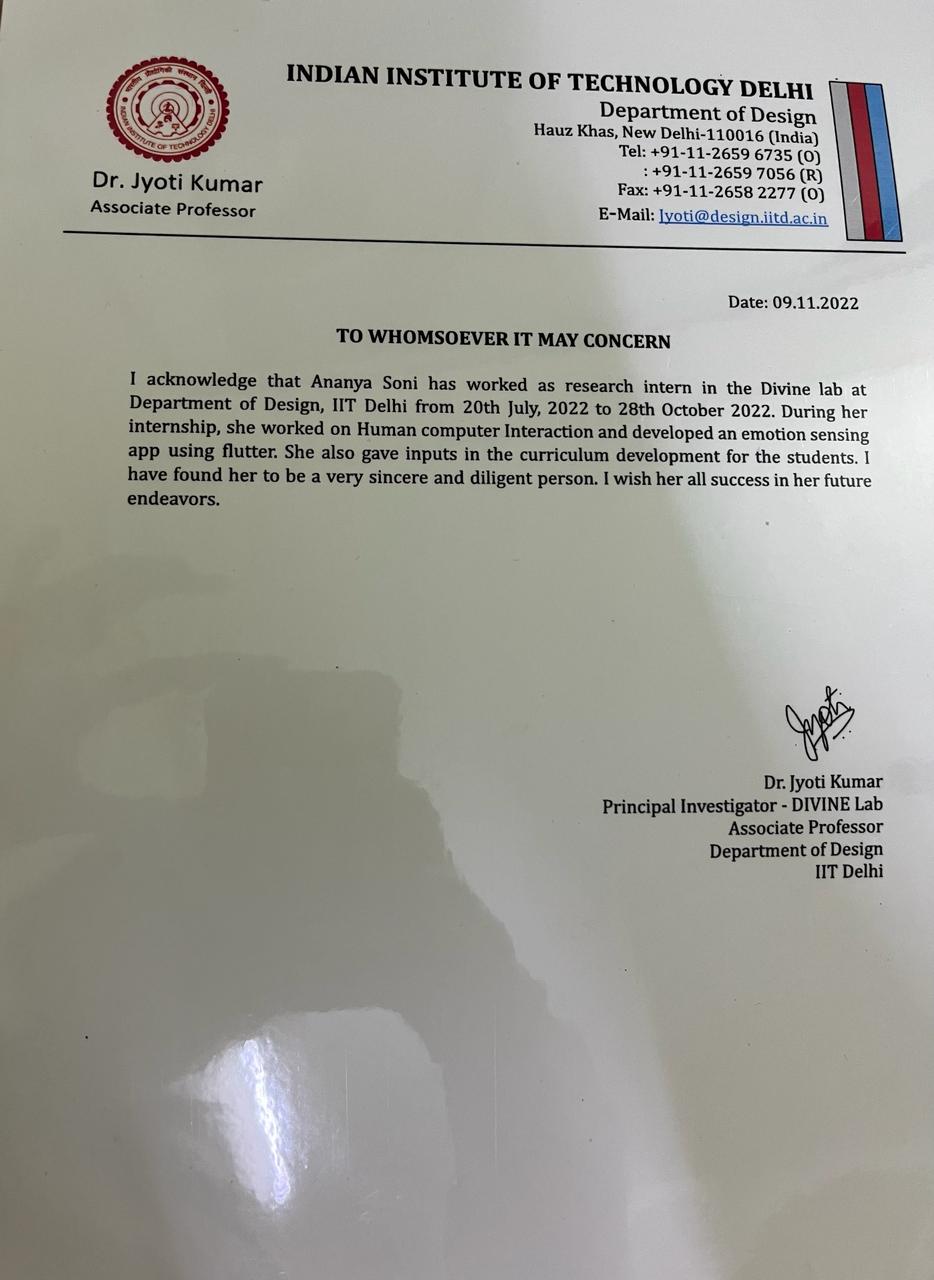 भारतीय प्रौद्योगिकी संस्थान दिल्ली
INDIAN INSTITUTE OF TECHNOLOGY DELHI
Dr. Jyoti Kumar
Associate Professor
INDIAN INSTITUTE OF TECHNOLOGY DELHI
Department of Design
Hauz Khas, New Delhi-110016 (India)
Tel: +91-11-2659 6735 (O)
: +91-11-2659 7056 (R)
Fax: +91-11-2658 2277 (O)
E-Mail: Jyoti@design.iitd.ac.in
Date: 09.11.2022
TO WHOMSOEVER IT MAY CONCERN
I acknowledge that Ananya Soni has worked as research intern in the Divine lab at
Department of Design, IIT Delhi from 20th July, 2022 to 28th October 2022. During her
internship, she worked on Human computer Interaction and developed an emotion sensing
app using flutter. She also gave inputs in the curriculum development for the students. I
have found her to be a very sincere and diligent person. I wish her all success in her future
endeavors.
Jyoti
Dr. Jyoti Kumar
Principal Investigator - DIVINE Lab
Associate Professor
Department of Design
IIT Delhi